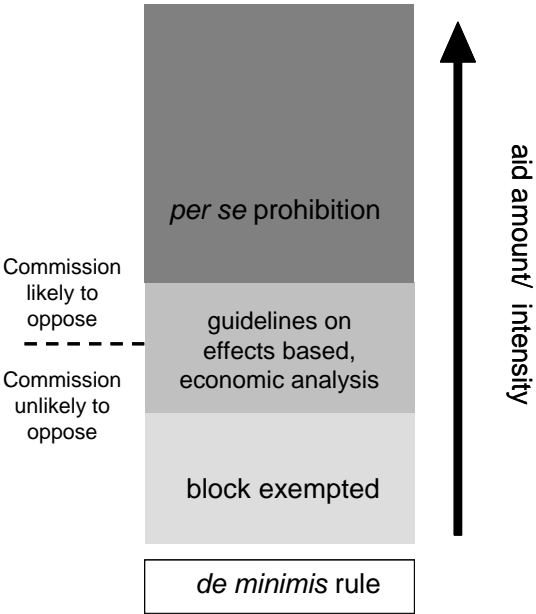 per se prohibition
Commission
likely to
oppose
guidelines on
effects based,
economic analysis
Commission
unlikely to
oppose
block exempted
de minimis rule
aid amount/ intensity